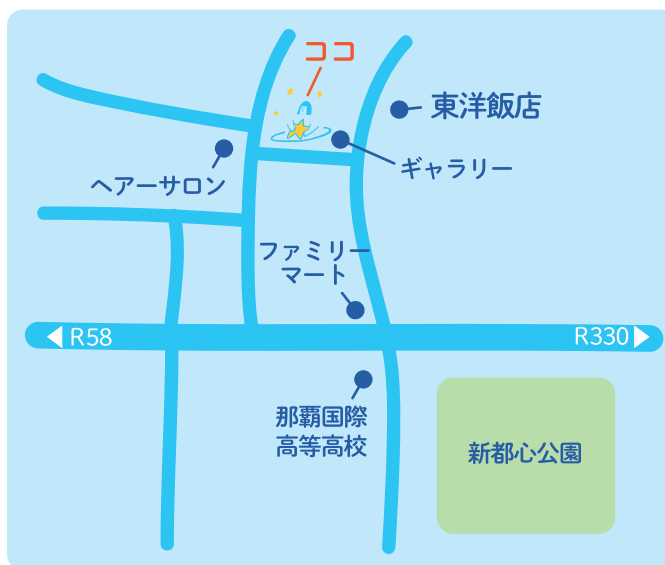 ココ
東洋飯店
ギャラリー
ヘアーサロン
ファミリー
マート
R58
R330
那覇国際
高等高校
新都心公園